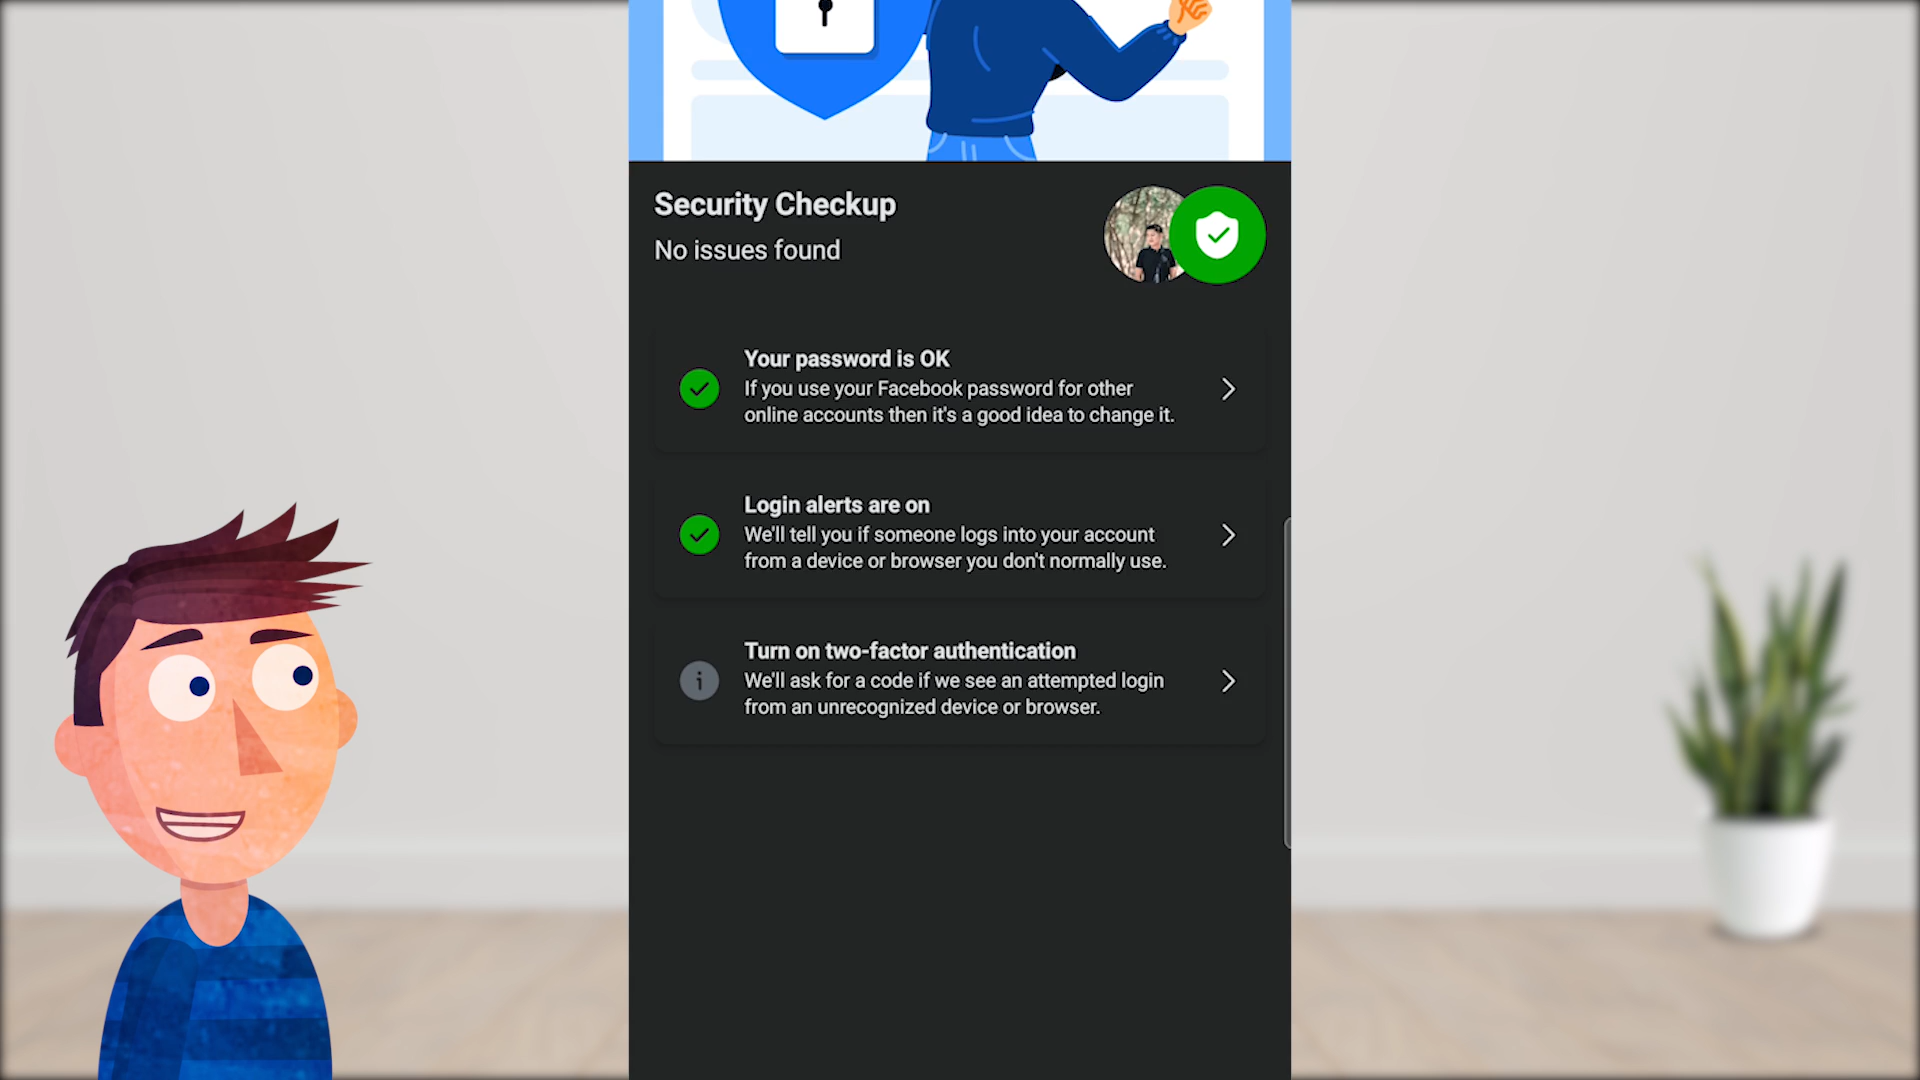 Security Checkup
No issues found
Your password is OK
If you use your Facebook password for other
online accounts then it's a good idea to change it.
Login alerts are on
We'll tell you if someone logs into your account
from a device or browser you don't normally use.
Turn on two-factor authentication
We'll ask for a code if we see an attempted login
from an unrecognized device or browser.